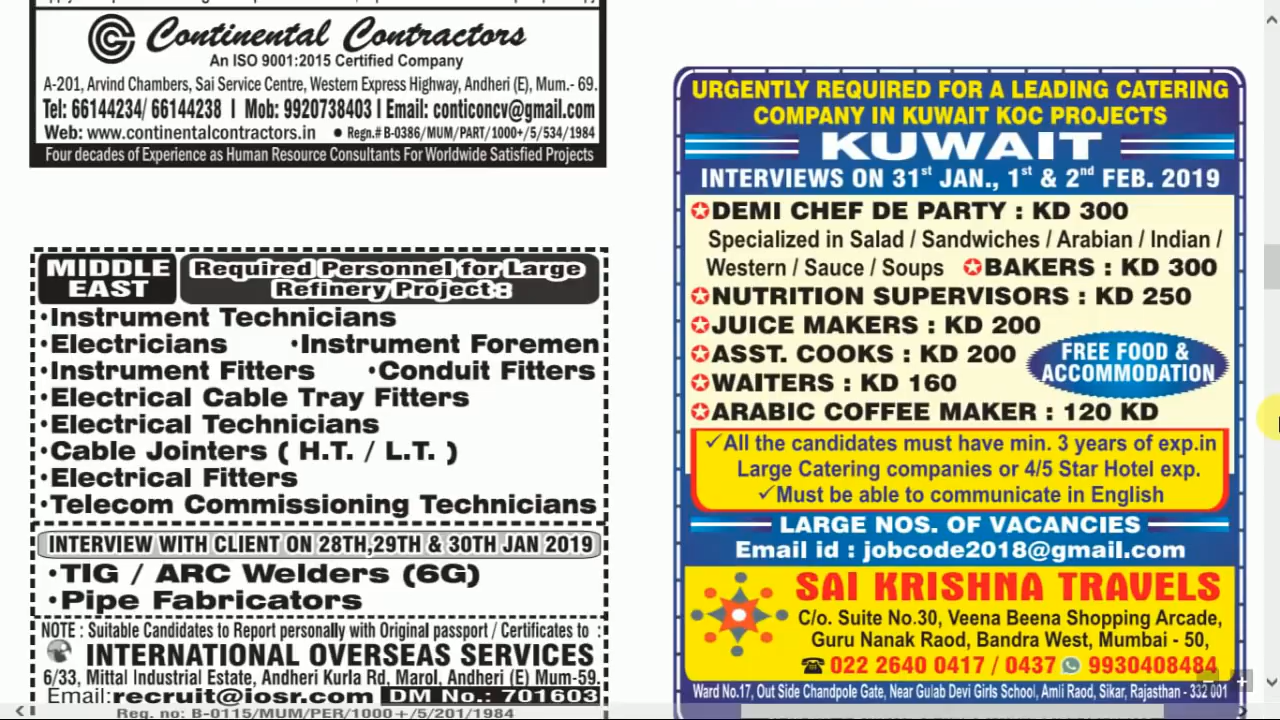 Continental Contractors
An ISO 9001:2015 Certified Company
A-201, Arvind Chambers, Sai Service Centre, Western Express Highway, Andheri (E), Mum.- 69.
Tel: 66144234/ 66144238 I Mob: 9920738403 I Email: conticoncv@gmail.com
Web: www.continentalcontractors.in ● Regn.# B-0386/MUM/PART/1000+/5/534/1984
Four decades of Experience as Human Resource Consultants For Worldwide Satisfied Projects
MIDDLE EAST
Required Personnel for Large
Refinery Project :
•Instrument Technicians
•Electricians •Instrument Foremen
•Instrument Fitters •Conduit Fitters
•Electrical Cable Tray Fitters
•Electrical Technicians
•Cable Jointers ( H.T. / L.T. )
•Electrical Fitters
•Telecom Commissioning Technicians
INTERVIEW WITH CLIENT ON 28TH,29TH & 30TH JAN 2019
•TIG / ARC Welders (6G)
•Pipe Fabricators
NOTE : Suitable Candidates to Report personally with Original passport / Certificates to :
INTERNATIONAL OVERSEAS SERVICES
6/33, Mittal Industrial Estate, Andheri Kurla Rd, Marol, Andheri (E) Mum-59.
Email:recruit@iosr.com DM No.: 701603
Reg. no: B-0115/MUM/PER/1000+/5/201/1984
URGENTLY REQUIRED FOR A LEADING CATERING
COMPANY IN KUWAIT KOC PROJECTS
KUWAIT
INTERVIEWS ON 31st JAN., 1st & 2nd FEB. 2019
DEMI CHEF DE PARTY : KD 300
Specialized in Salad / Sandwiches / Arabian / Indian /
Western / Sauce / Soups BAKERS : KD 300
NUTRITION SUPERVISORS : KD 250
JUICE MAKERS : KD 200
ASST. COOKS : KD 200
WAITERS : KD 160
ARABIC COFFEE MAKER : 120 KD
FREE FOOD &
ACCOMMODATION
✓All the candidates must have min. 3 years of exp.in
Large Catering companies or 4/5 Star Hotel exp.
✓Must be able to communicate in English
LARGE NOS. OF VACANCIES
Email id : jobcode2018@gmail.com
SAI KRISHNA TRAVELS
C/o. Suite No.30, Veena Beena Shopping Arcade,
Guru Nanak Raod, Bandra West, Mumbai - 50,
☎ 022 2640 0417 / 0437 9930408484
Ward No.17, Out Side Chandpole Gate, Near Gulab Devi Girls School, Amli Raod, Sikar, Rajasthan - 332 001